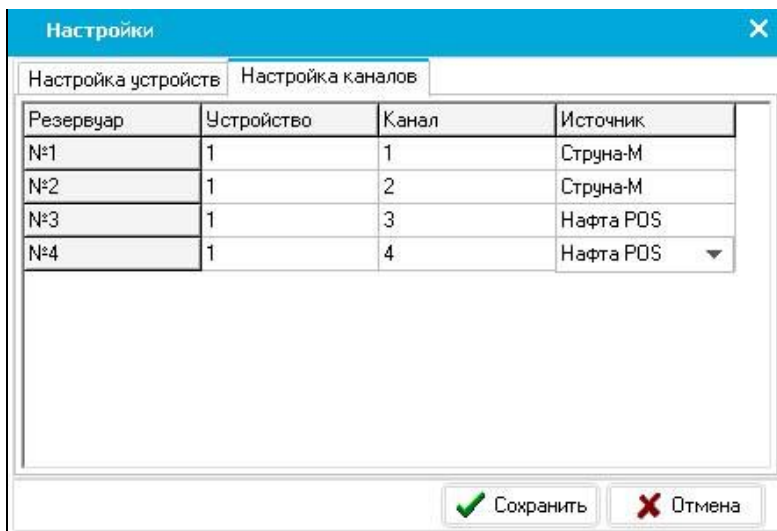 Настройки
Настройка устройств Настройка каналов
Резервуар Устройство Канал Источник
№1 1 1 Струна-М
№2 1 2 Струна-М
№3 1 3 Нафта POS
№4 1 4 Нафта POS
Сохранить Отмена